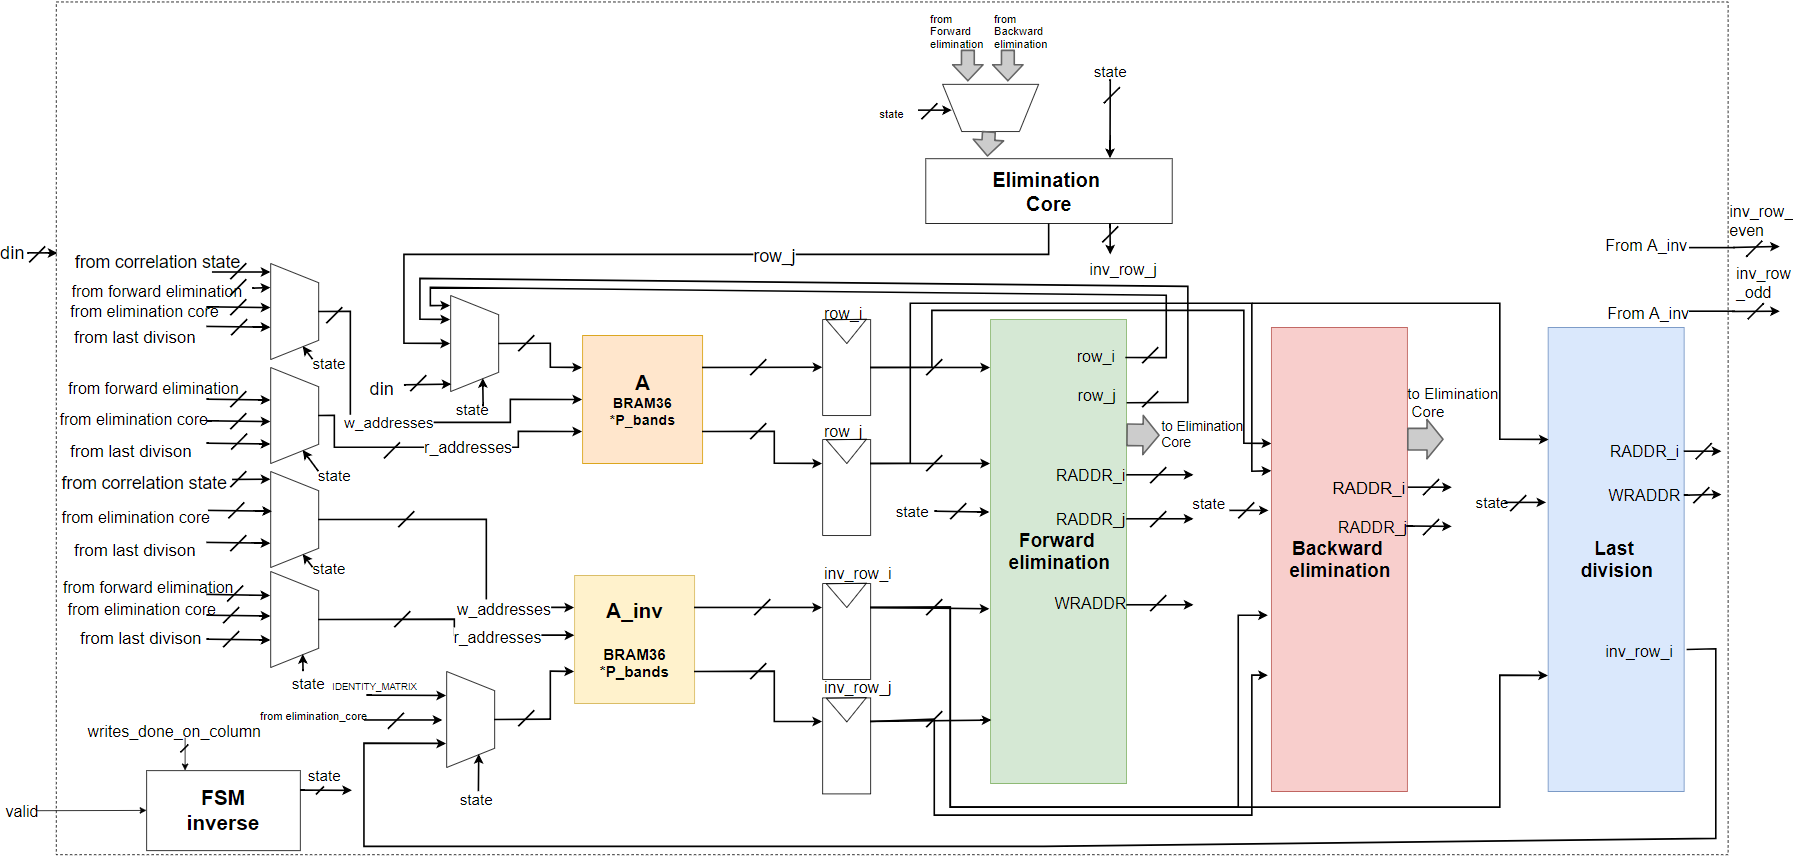 from
Forward
elimination
from
Backward
elimination
state
state
Elimination
Core
inv_row_
even
From A_inv
din
from correlation state
row_j
inv_row_j
inv_row
_odd
from forward elimination
from elimination core
From A_inv
from last divison
state
row_i
row_i
from forward elimination
din
A
BRAM36
*P_bands
row_j
to Elimination
Core
state
from elimination core
w_addresses
row_j
to Elimination
Core
from last divison
r_addresses
RADDR_i
state
RADDR_i
from correlation state
RADDR_i
WRADDR
state
state
from elimination core
state
RADDR_j
RADDR_j
from last divison
Forward
elimination
Backward
elimination
Last
division
state
inv_row_i
from forward elimination
from elimination core
w_addresses
A_inv
WRADDR
from last divison
r_addresses
BRAM36
*P_bands
inv_row_i
state
IDENTITY_MATRIX
inv_row_j
from elimination_core
writes_done_on_column
state
FSM
inverse
state
valid